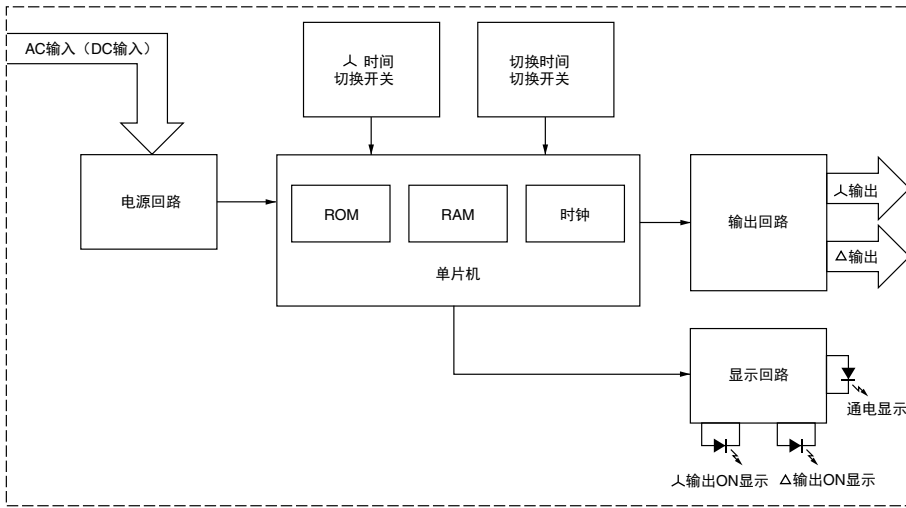 AC输入（DC输入）
人 时间
切换开关
切换时间
切换开关
电源回路
ROM
RAM
时钟
单片机
输出回路
人输出
△输出
显示回路
通电显示
人输出ON显示
△输出ON显示